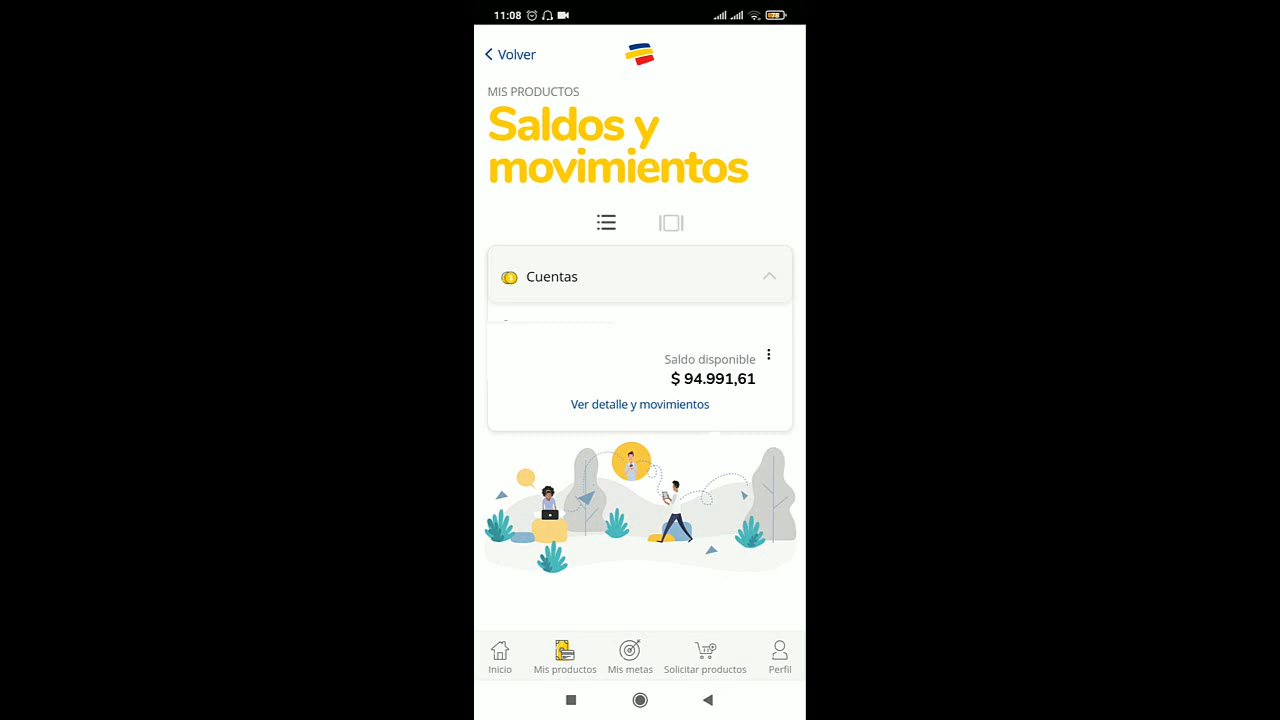 11:08
78
Volver
MIS PRODUCTOS
Saldos y
movimientos
Cuentas
Saldo disponible
$ 94.991,61
Ver detalle y movimientos
Inicio
Mis productos
Mis metas
Solicitar productos
Perfil